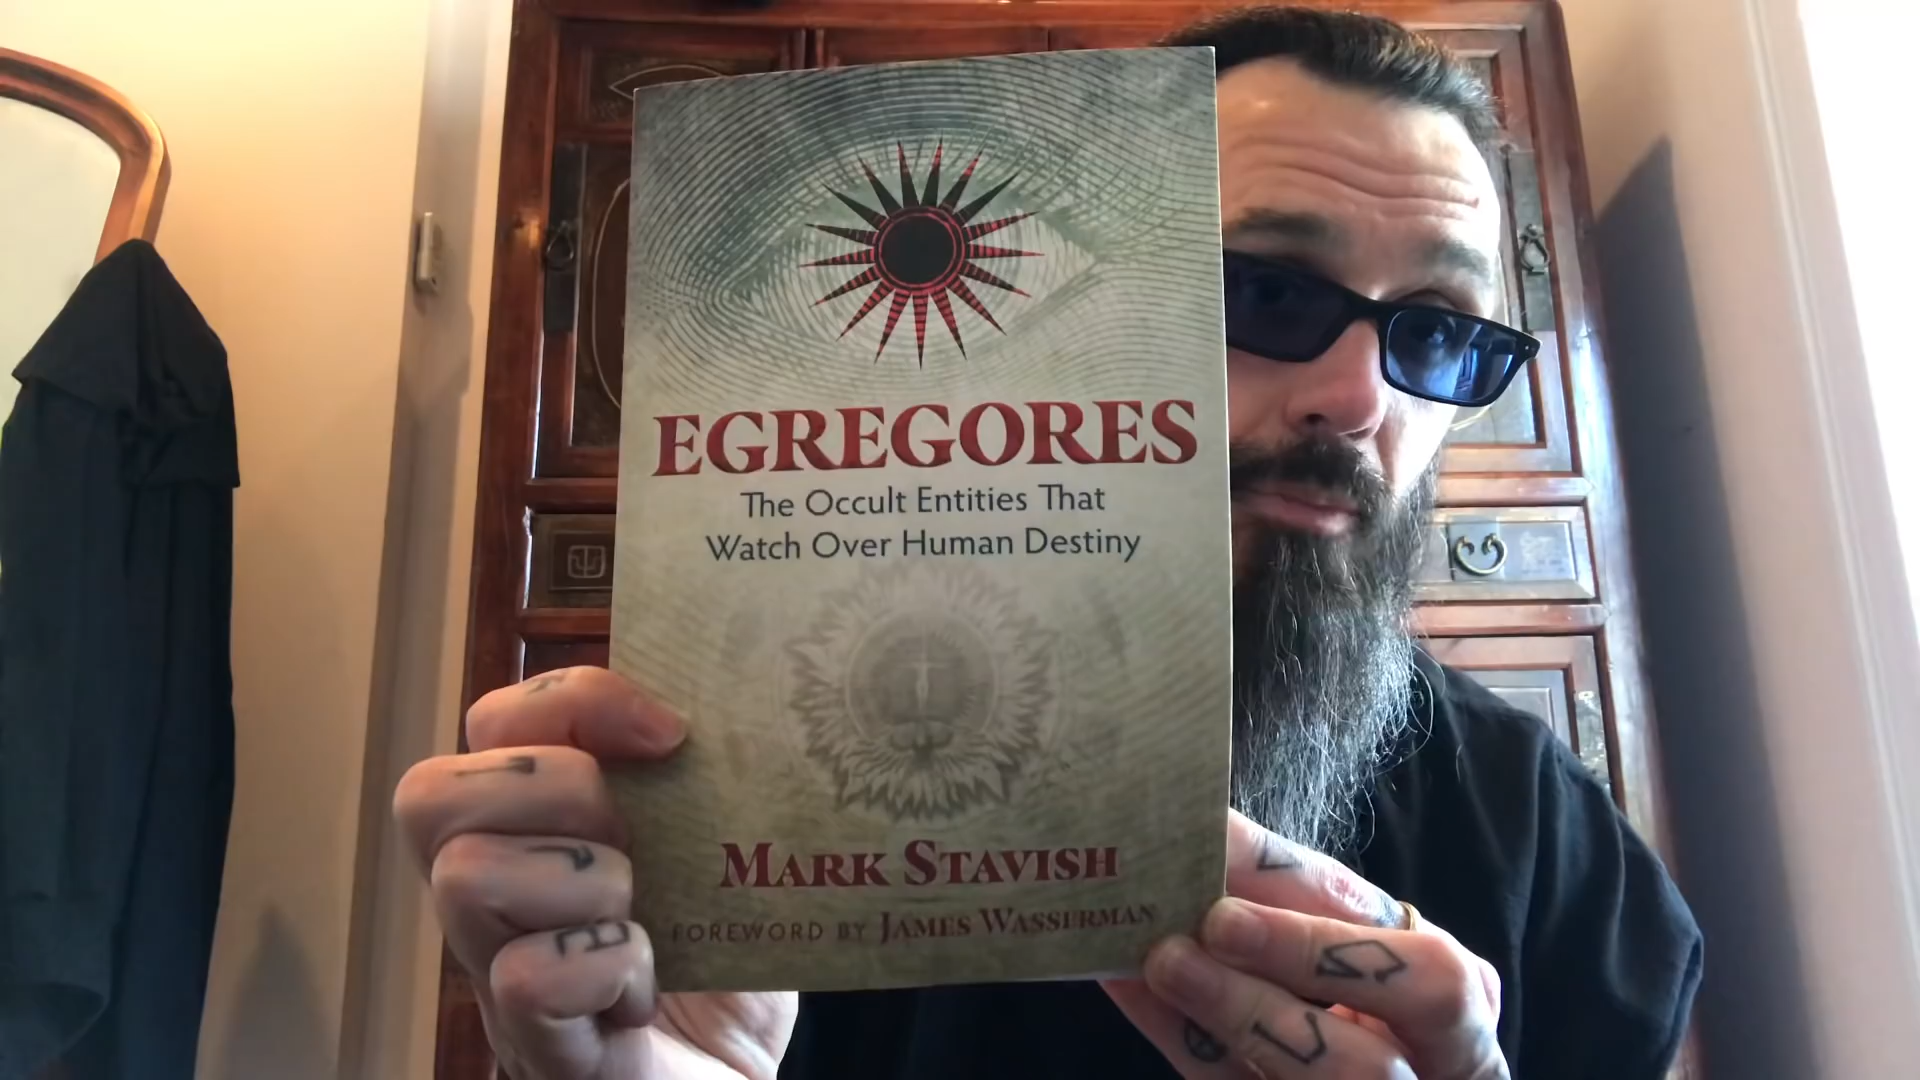 EGREGORES
The Occult Entities That
Watch Over Human Destiny
MARK STAVISH
FOREWORD BY JAMES WASSERMAN